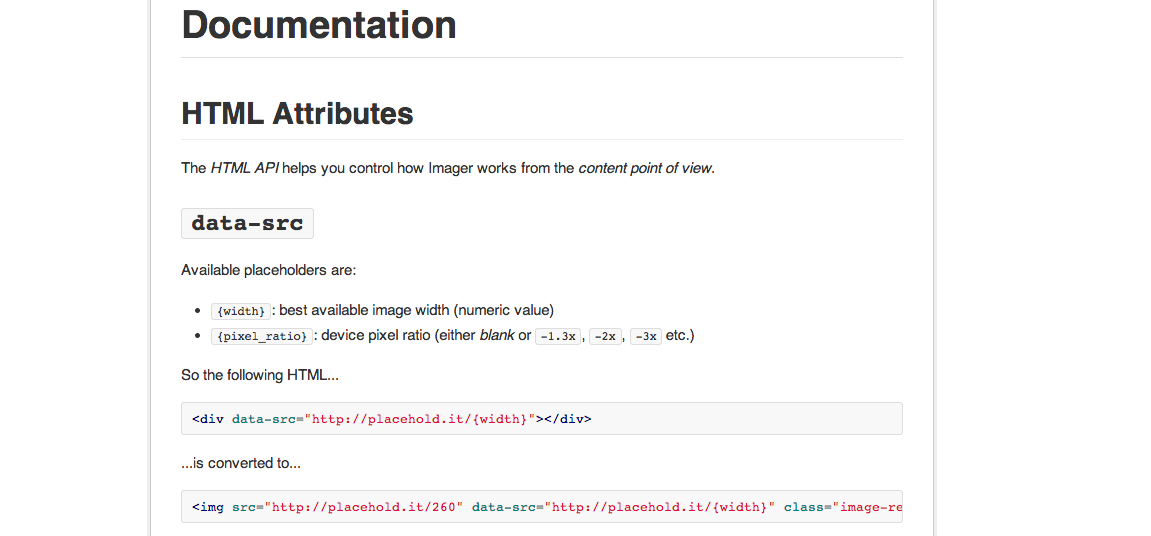 Documentation
HTML Attributes
The HTML API helps you control how Imager works from the content point of view.
data-src
Available placeholders are:
• {width} : best available image width (numeric value)
• {pixel_ratio} : device pixel ratio (either blank or -1.3x , -2x , -3x etc.)
So the following HTML...
<div data-src="http://placehold.it/{width}"></div>
...is converted to...
<img src="http://placehold.it/260" data-src="http://placehold.it/{width}" class="image-re